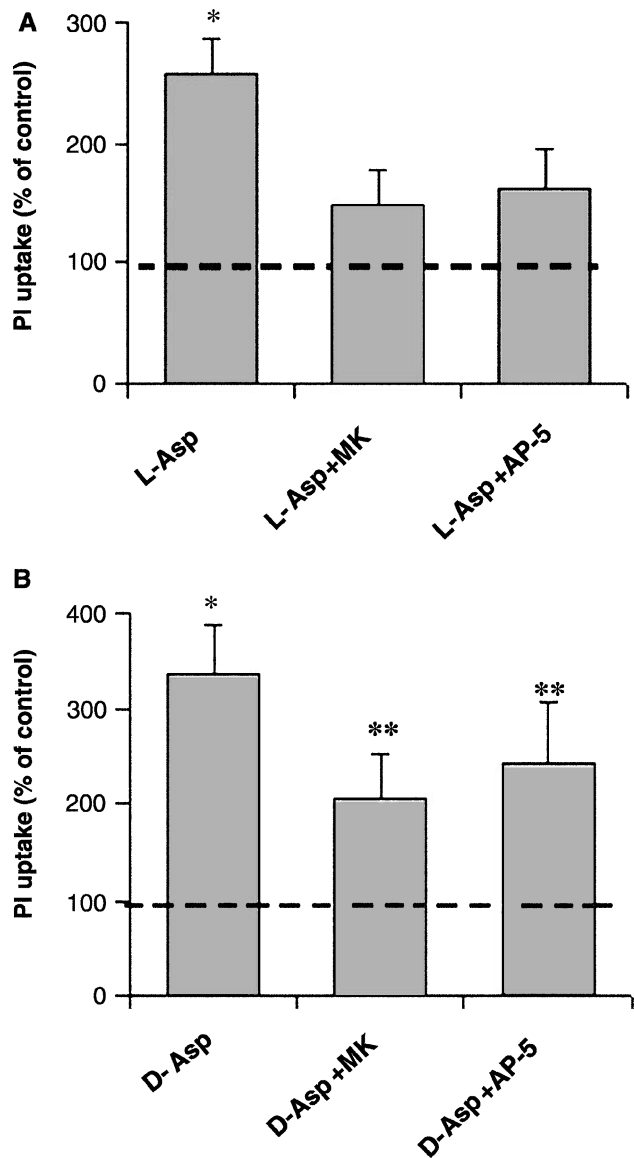 A
PI uptake (% of control)
300
200
100
0
*
L-Asp
L-Asp+MK
L-Asp+AP-5
B
PI uptake (% of control)
400
300
200
100
0
*
**
**
D-Asp
D-Asp+MK
D-Asp+AP-5